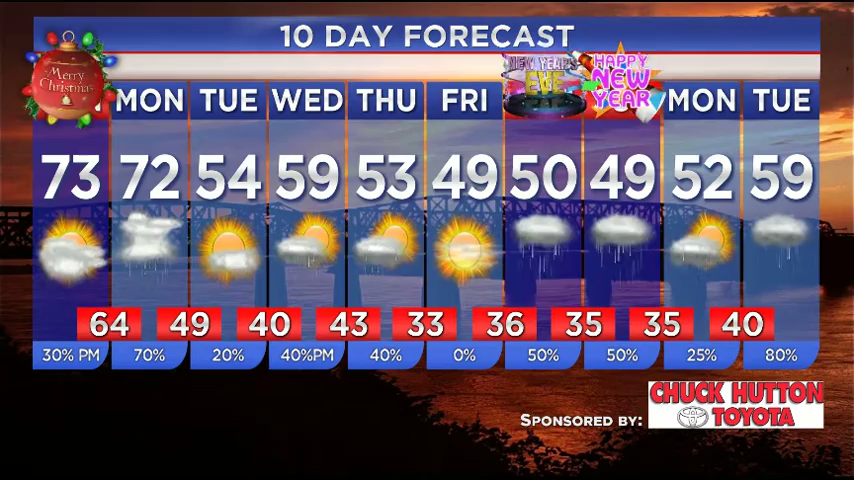 10 DAY FORECAST
Merry
Christmas
NEW YEAR'S
EVE
HAPPY
NEW
YEAR
MON TUE WED THU FRI MON TUE
73 72 54 59 53 49 50 49 52 59
64 49 40 43 33 36 35 35 40
30% PM 70% 20% 40%PM 40% 0% 50% 50% 25% 80%
SPONSORED BY:
CHUCK HUTTON
TOYOTA